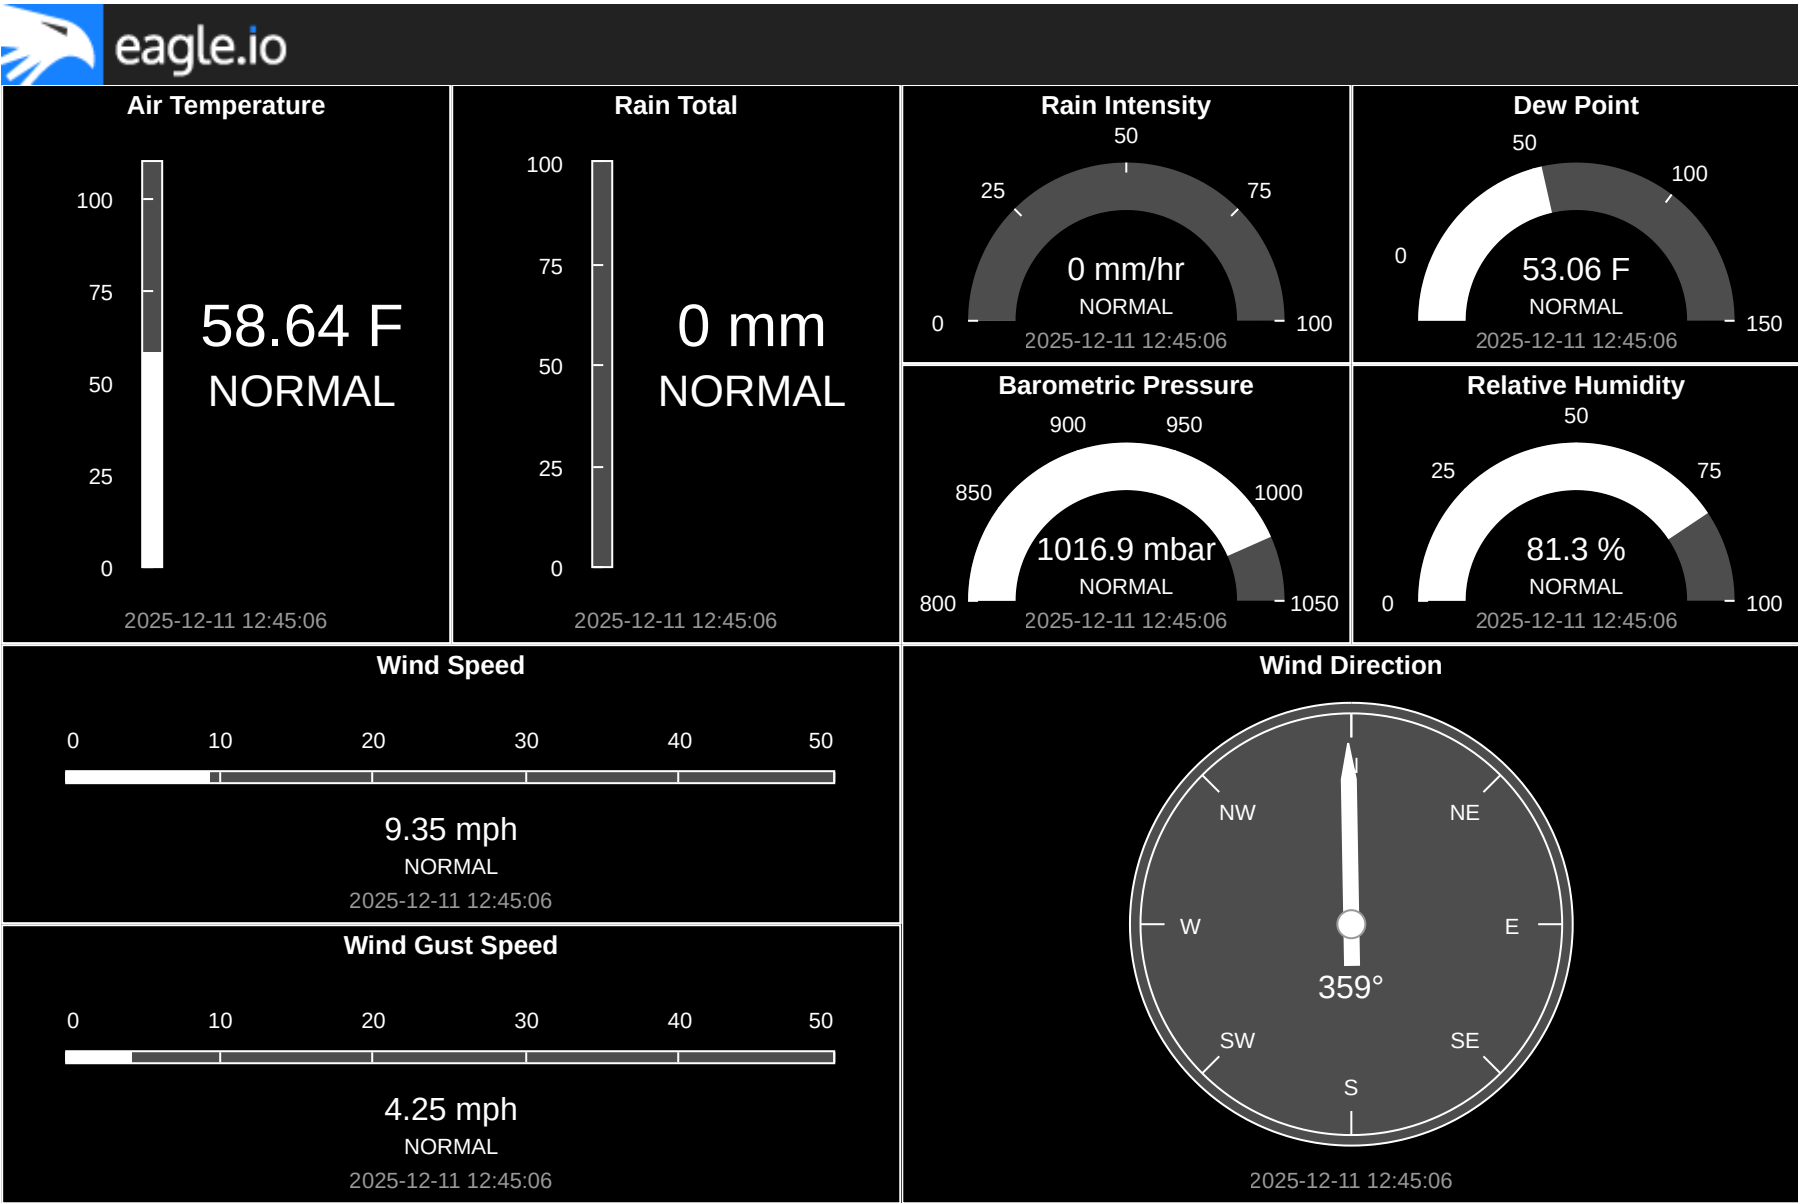 eagle.io
Air Temperature
100
75
50
25
0
58.64 F
NORMAL
2025-12-11 12:45:06
Rain Total
100
75
50
25
0
0 mm
NORMAL
2025-12-11 12:45:06
Rain Intensity
50
25
75
0
100
0 mm/hr
NORMAL
2025-12-11 12:45:06
Dew Point
50
100
0
150
53.06 F
NORMAL
2025-12-11 12:45:06
Barometric Pressure
900
950
850
1000
800
1050
1016.9 mbar
NORMAL
2025-12-11 12:45:06
Relative Humidity
50
25
75
0
100
81.3 %
NORMAL
2025-12-11 12:45:06
Wind Speed
0 10 20 30 40 50
9.35 mph
NORMAL
2025-12-11 12:45:06
Wind Gust Speed
0 10 20 30 40 50
4.25 mph
NORMAL
2025-12-11 12:45:06
Wind Direction
NW
NE
W
E
359°
SW
SE
S
2025-12-11 12:45:06